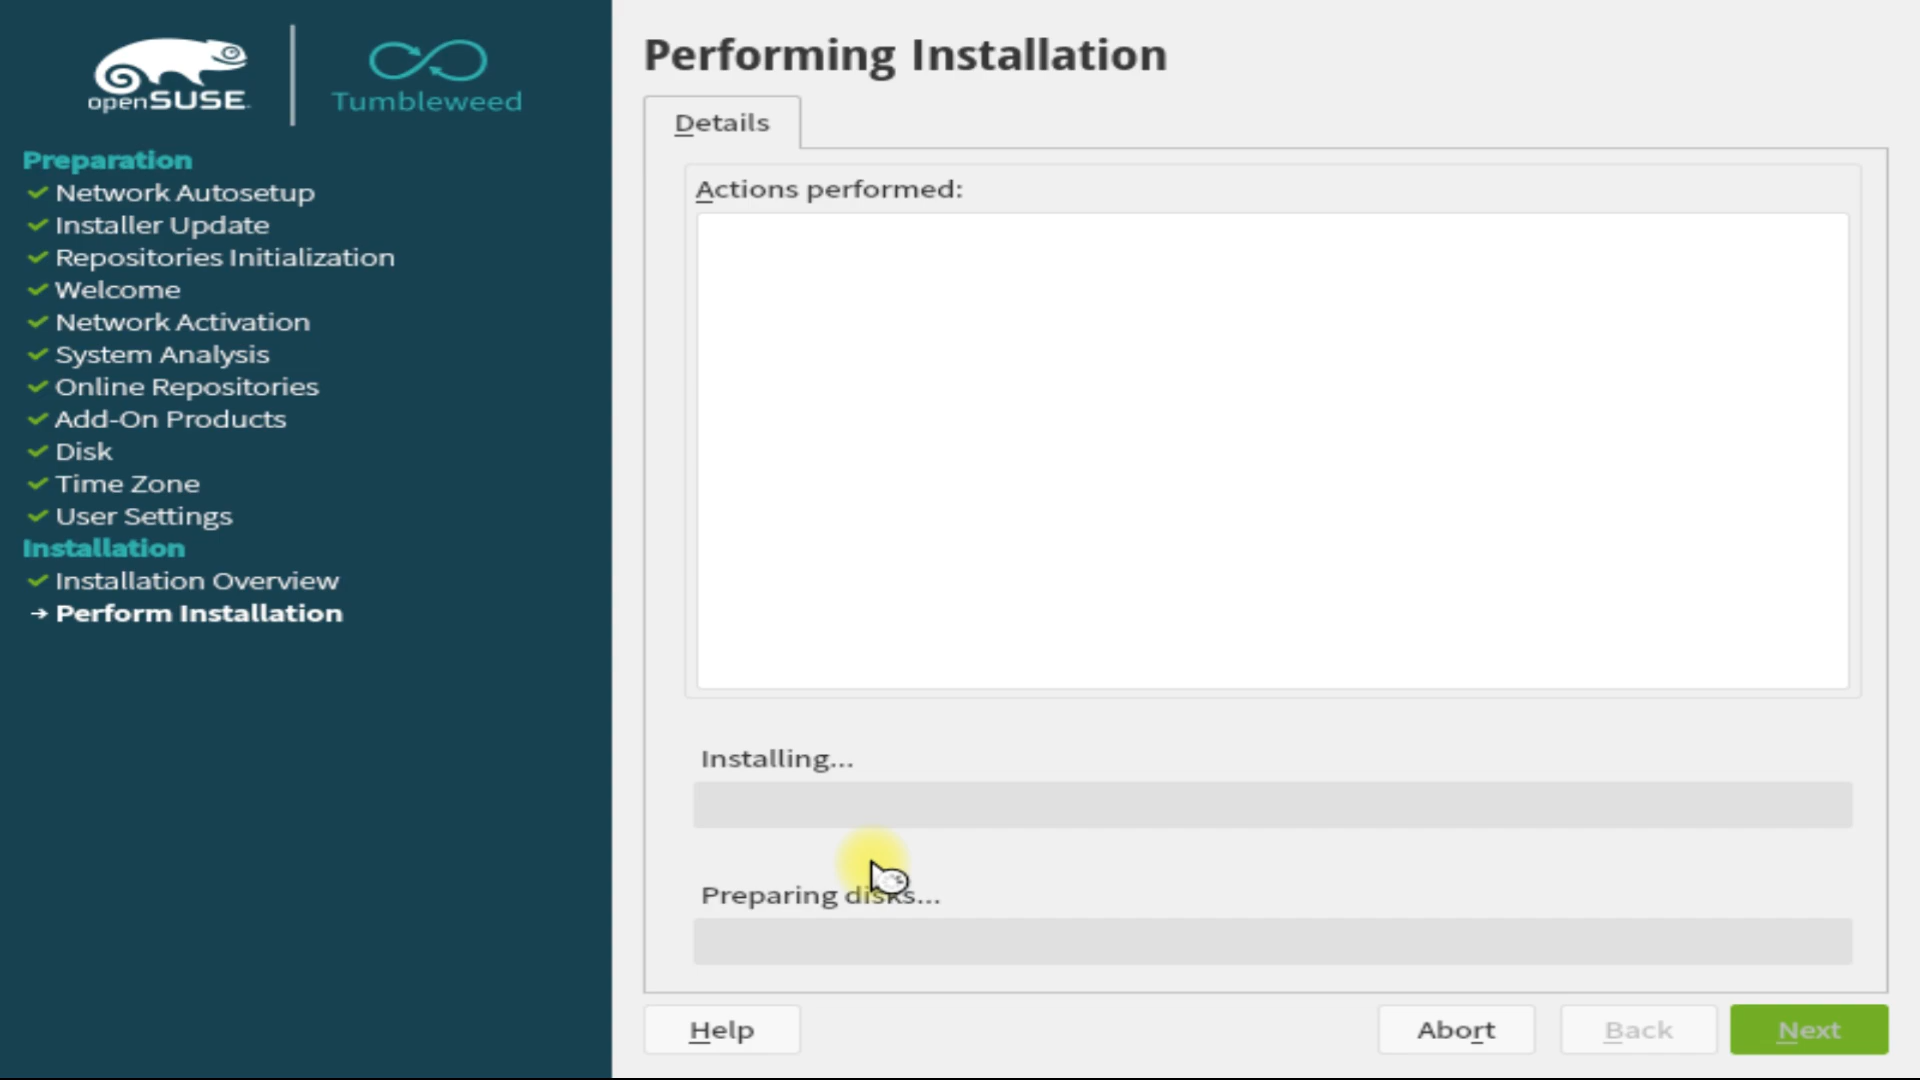 openSUSE
Tumbleweed
Preparation
Network Autosetup
Installer Update
Repositories Initialization
Welcome
Network Activation
System Analysis
Online Repositories
Add-On Products
Disk
Time Zone
User Settings
Installation
Installation Overview
Perform Installation
Performing Installation
Details
Actions performed:
Installing...
Preparing disks...
Help
Abort
Back
Next